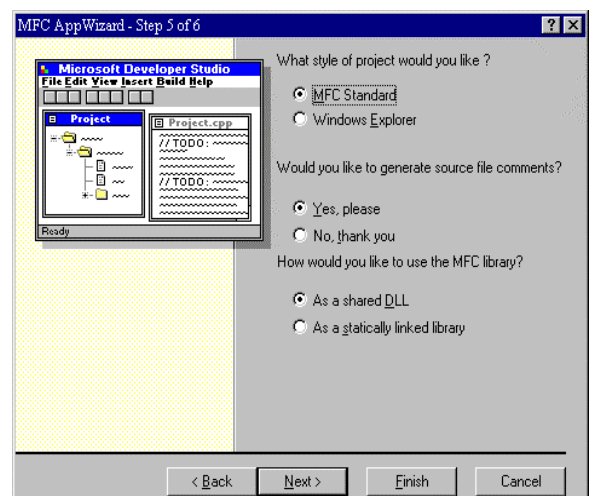 MFC AppWizard - Step 5 of 6
Microsoft Developer Studio
File Edit View Insert Build Help
Project
Project.cpp
// TODO:
// TODO:
Ready
What style of project would you like ?
MFC Standard
Windows Explorer
Would you like to generate source file comments?
Yes, please
No, thank you
How would you like to use the MFC library?
As a shared DLL
As a statically linked library
< Back
Next >
Finish
Cancel